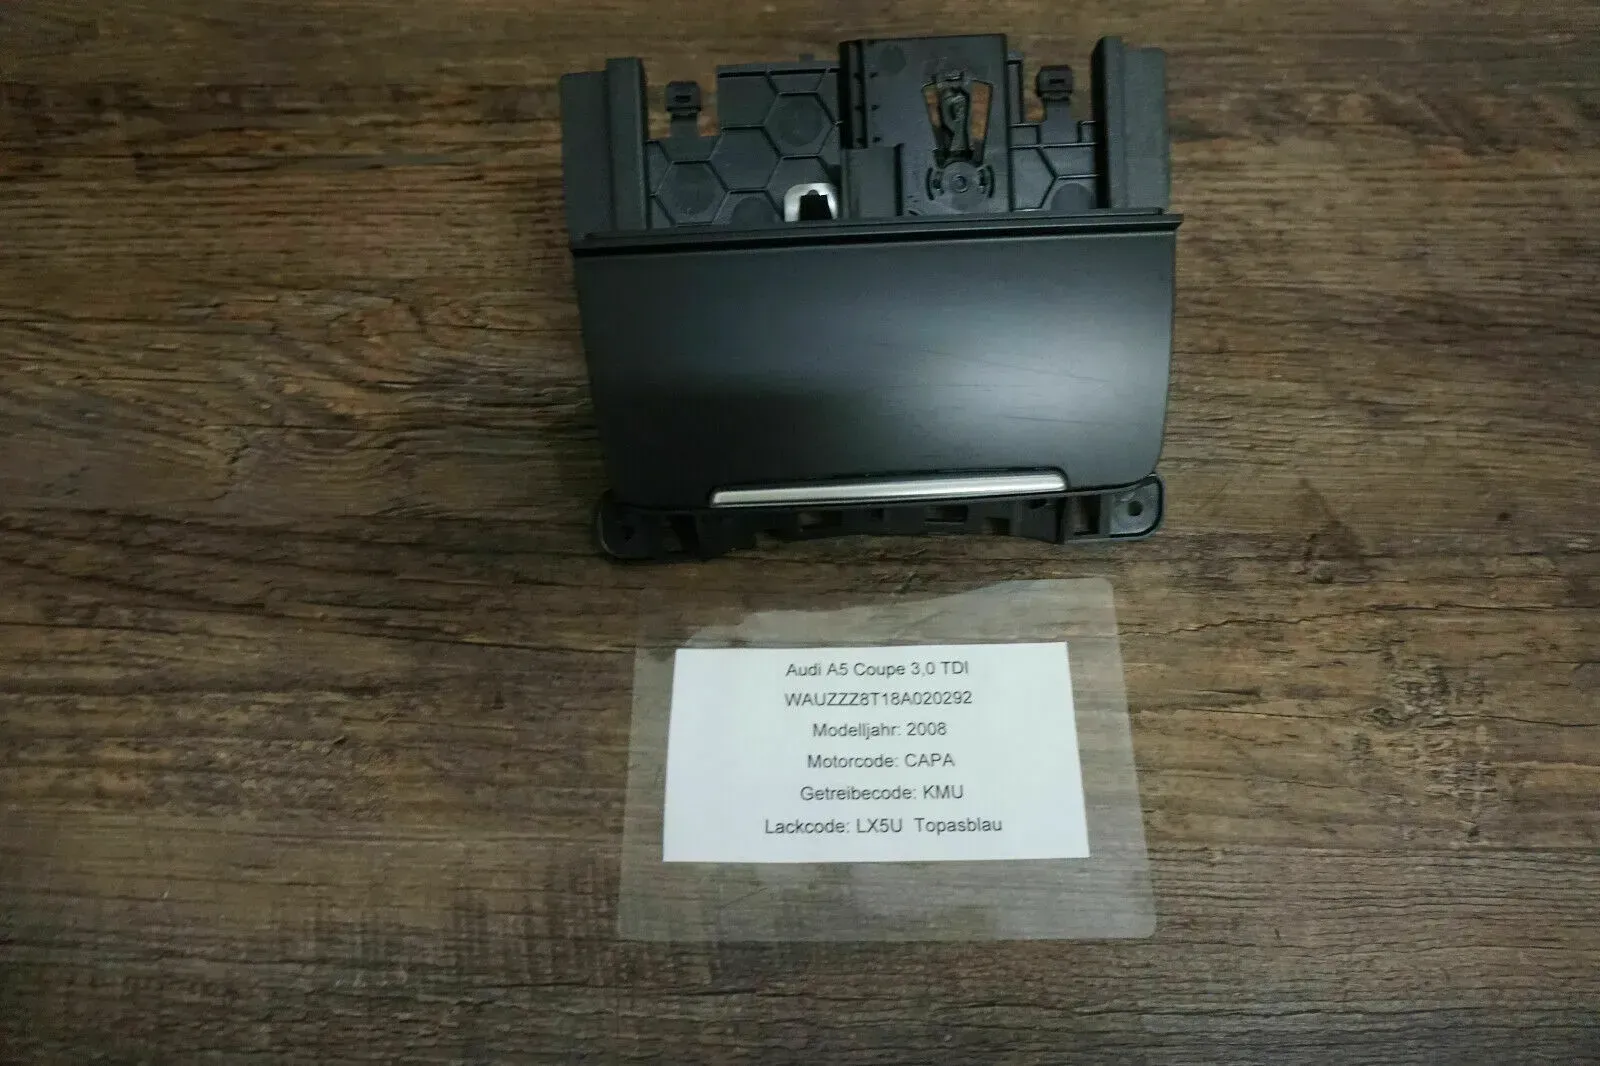 Audi A5 Coupe 3,0 TDI
WAUZZZ8T18A020292
Modelljahr: 2008
Motorcode: CAPA
Getreibecode: KMU
Lackcode: LX5U  Topasblau